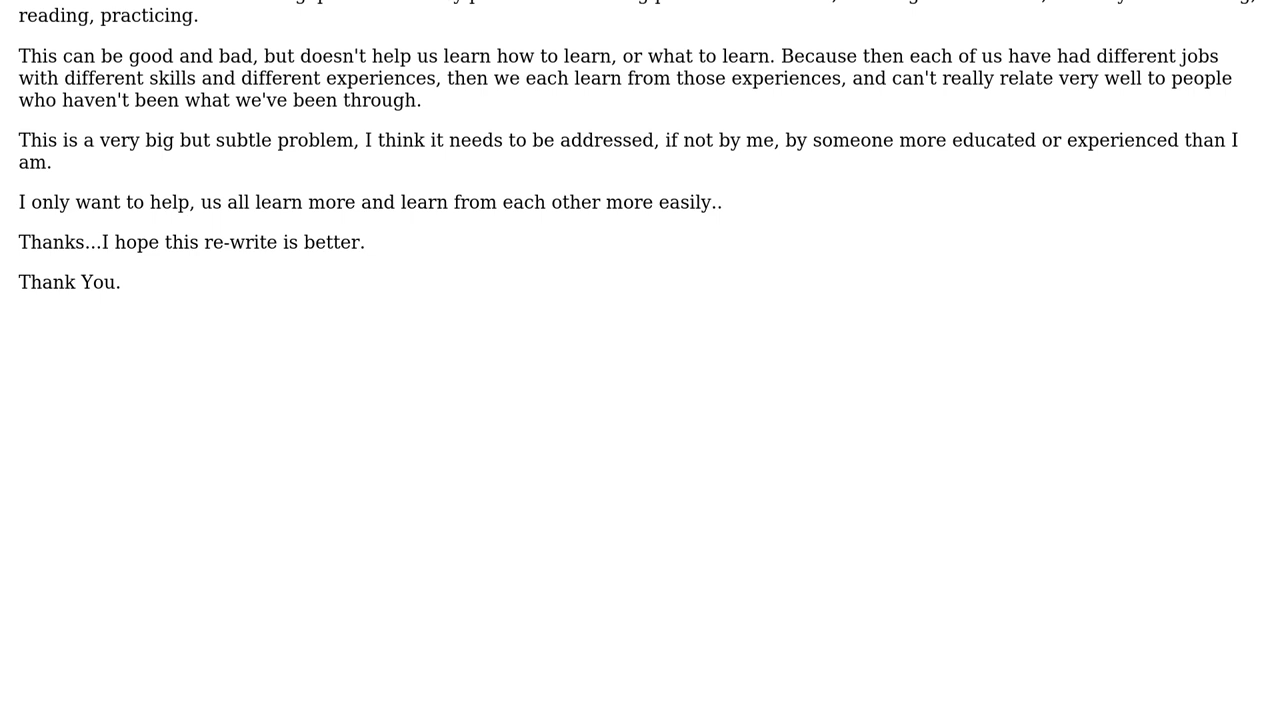 reading, practicing.
This can be good and bad, but doesn't help us learn how to learn, or what to learn. Because then each of us have had different jobs
with different skills and different experiences, then we each learn from those experiences, and can't really relate very well to people
who haven't been what we've been through.
This is a very big but subtle problem, I think it needs to be addressed, if not by me, by someone more educated or experienced than I
am.
I only want to help, us all learn more and learn from each other more easily..
Thanks...I hope this re-write is better.
Thank You.